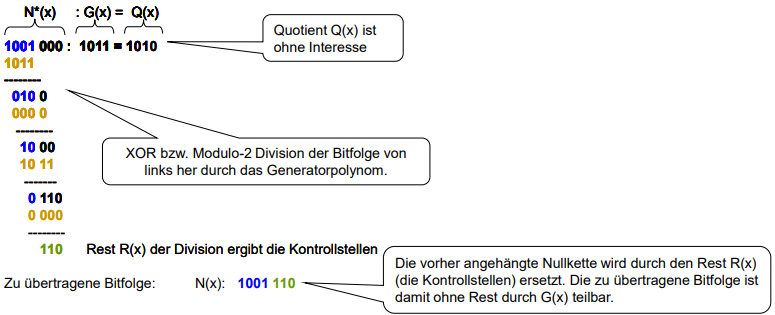 N*(x) : G(x) = Q(x)
Quotient Q(x) ist
ohne Interesse
1001 000 : 1011 = 1010
1011
--------
010 0
000 0
--------
10 00
10 11
-------
0 110
0 000
--------
110 Rest R(x) der Division ergibt die Kontrollstellen
XOR bzw. Modulo-2 Division der Bitfolge von
links her durch das Generatorpolynom.
Zu übertragene Bitfolge: N(x): 1001 110
Die vorher angehängte Nullkette wird durch den Rest R(x)
(die Kontrollstellen) ersetzt. Die zu übertragene Bitfolge ist
damit ohne Rest durch G(x) teilbar.